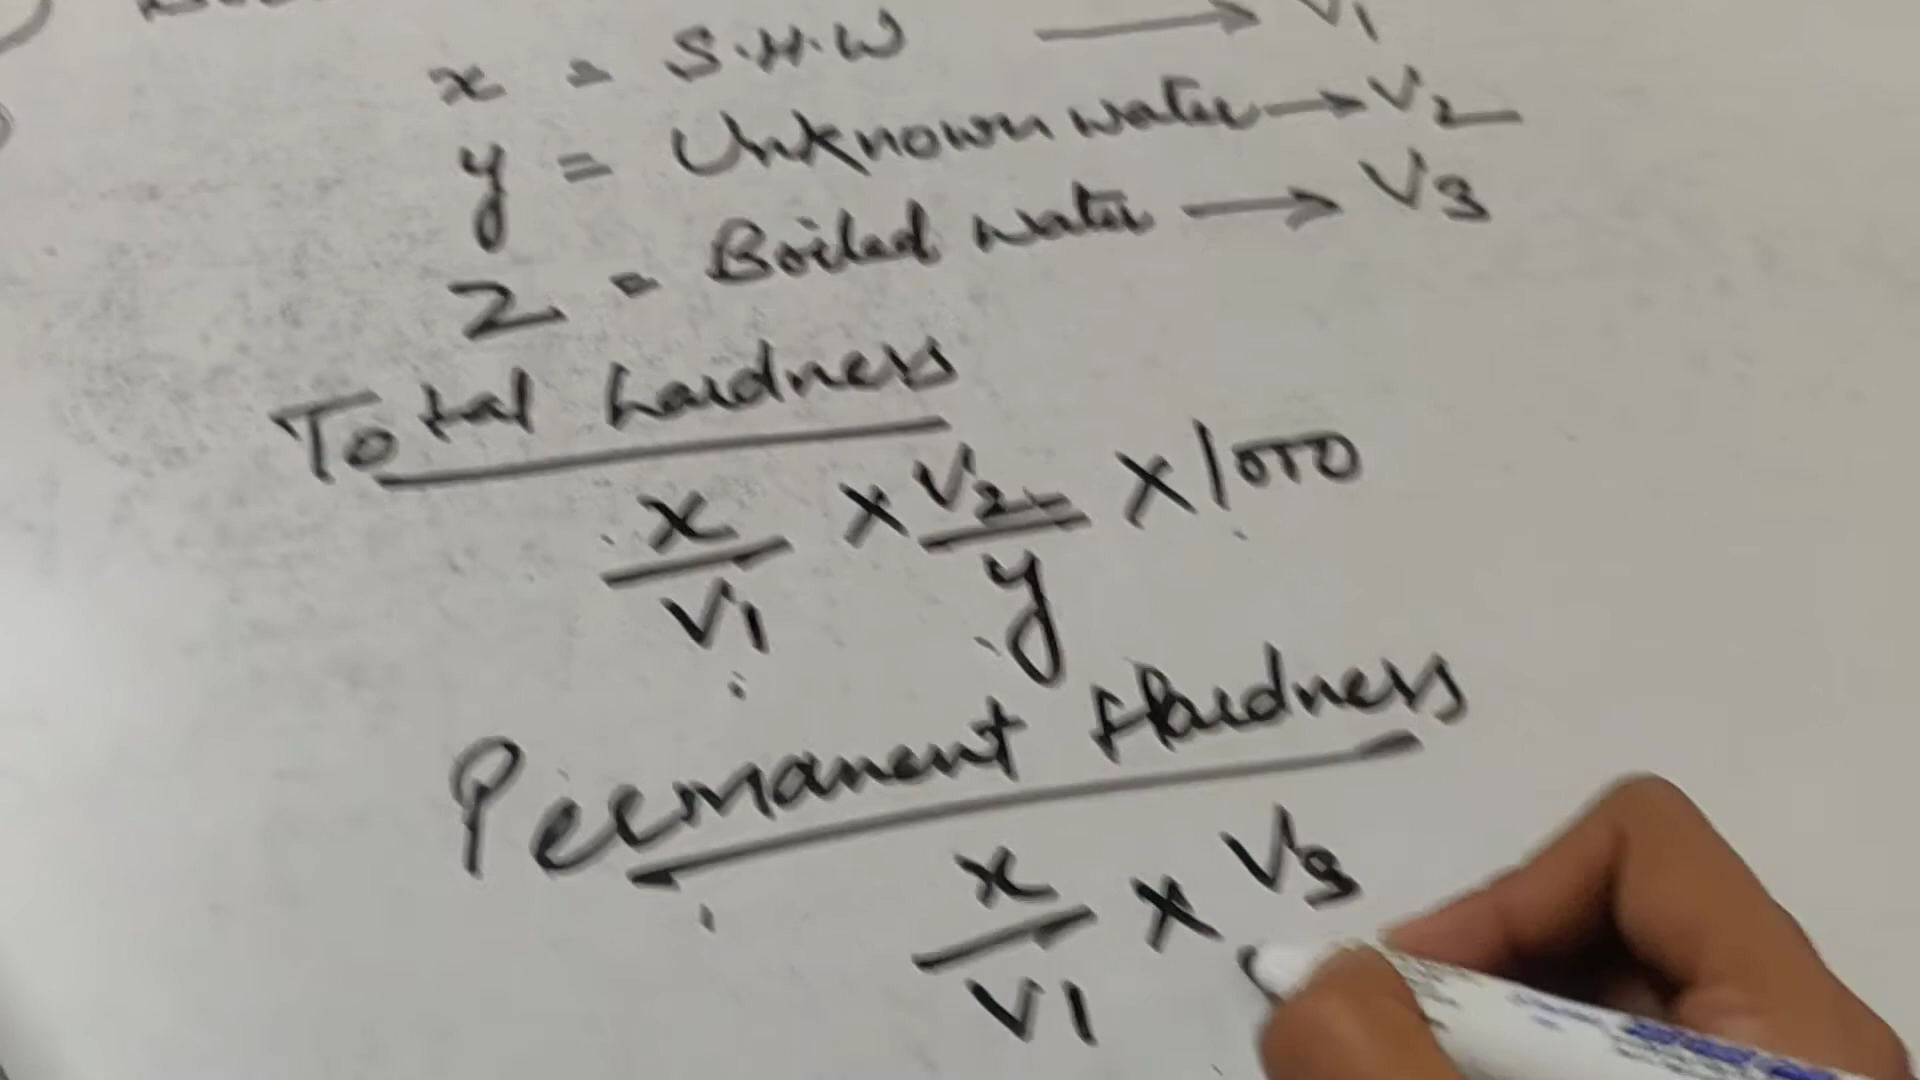 x = S.H.W → V1
y = Unknown water → V2
Z = Boiled water → V3
Total hardness
x/V1 × V2/y × 1000
Permanent Hardness
x/V1 × V3